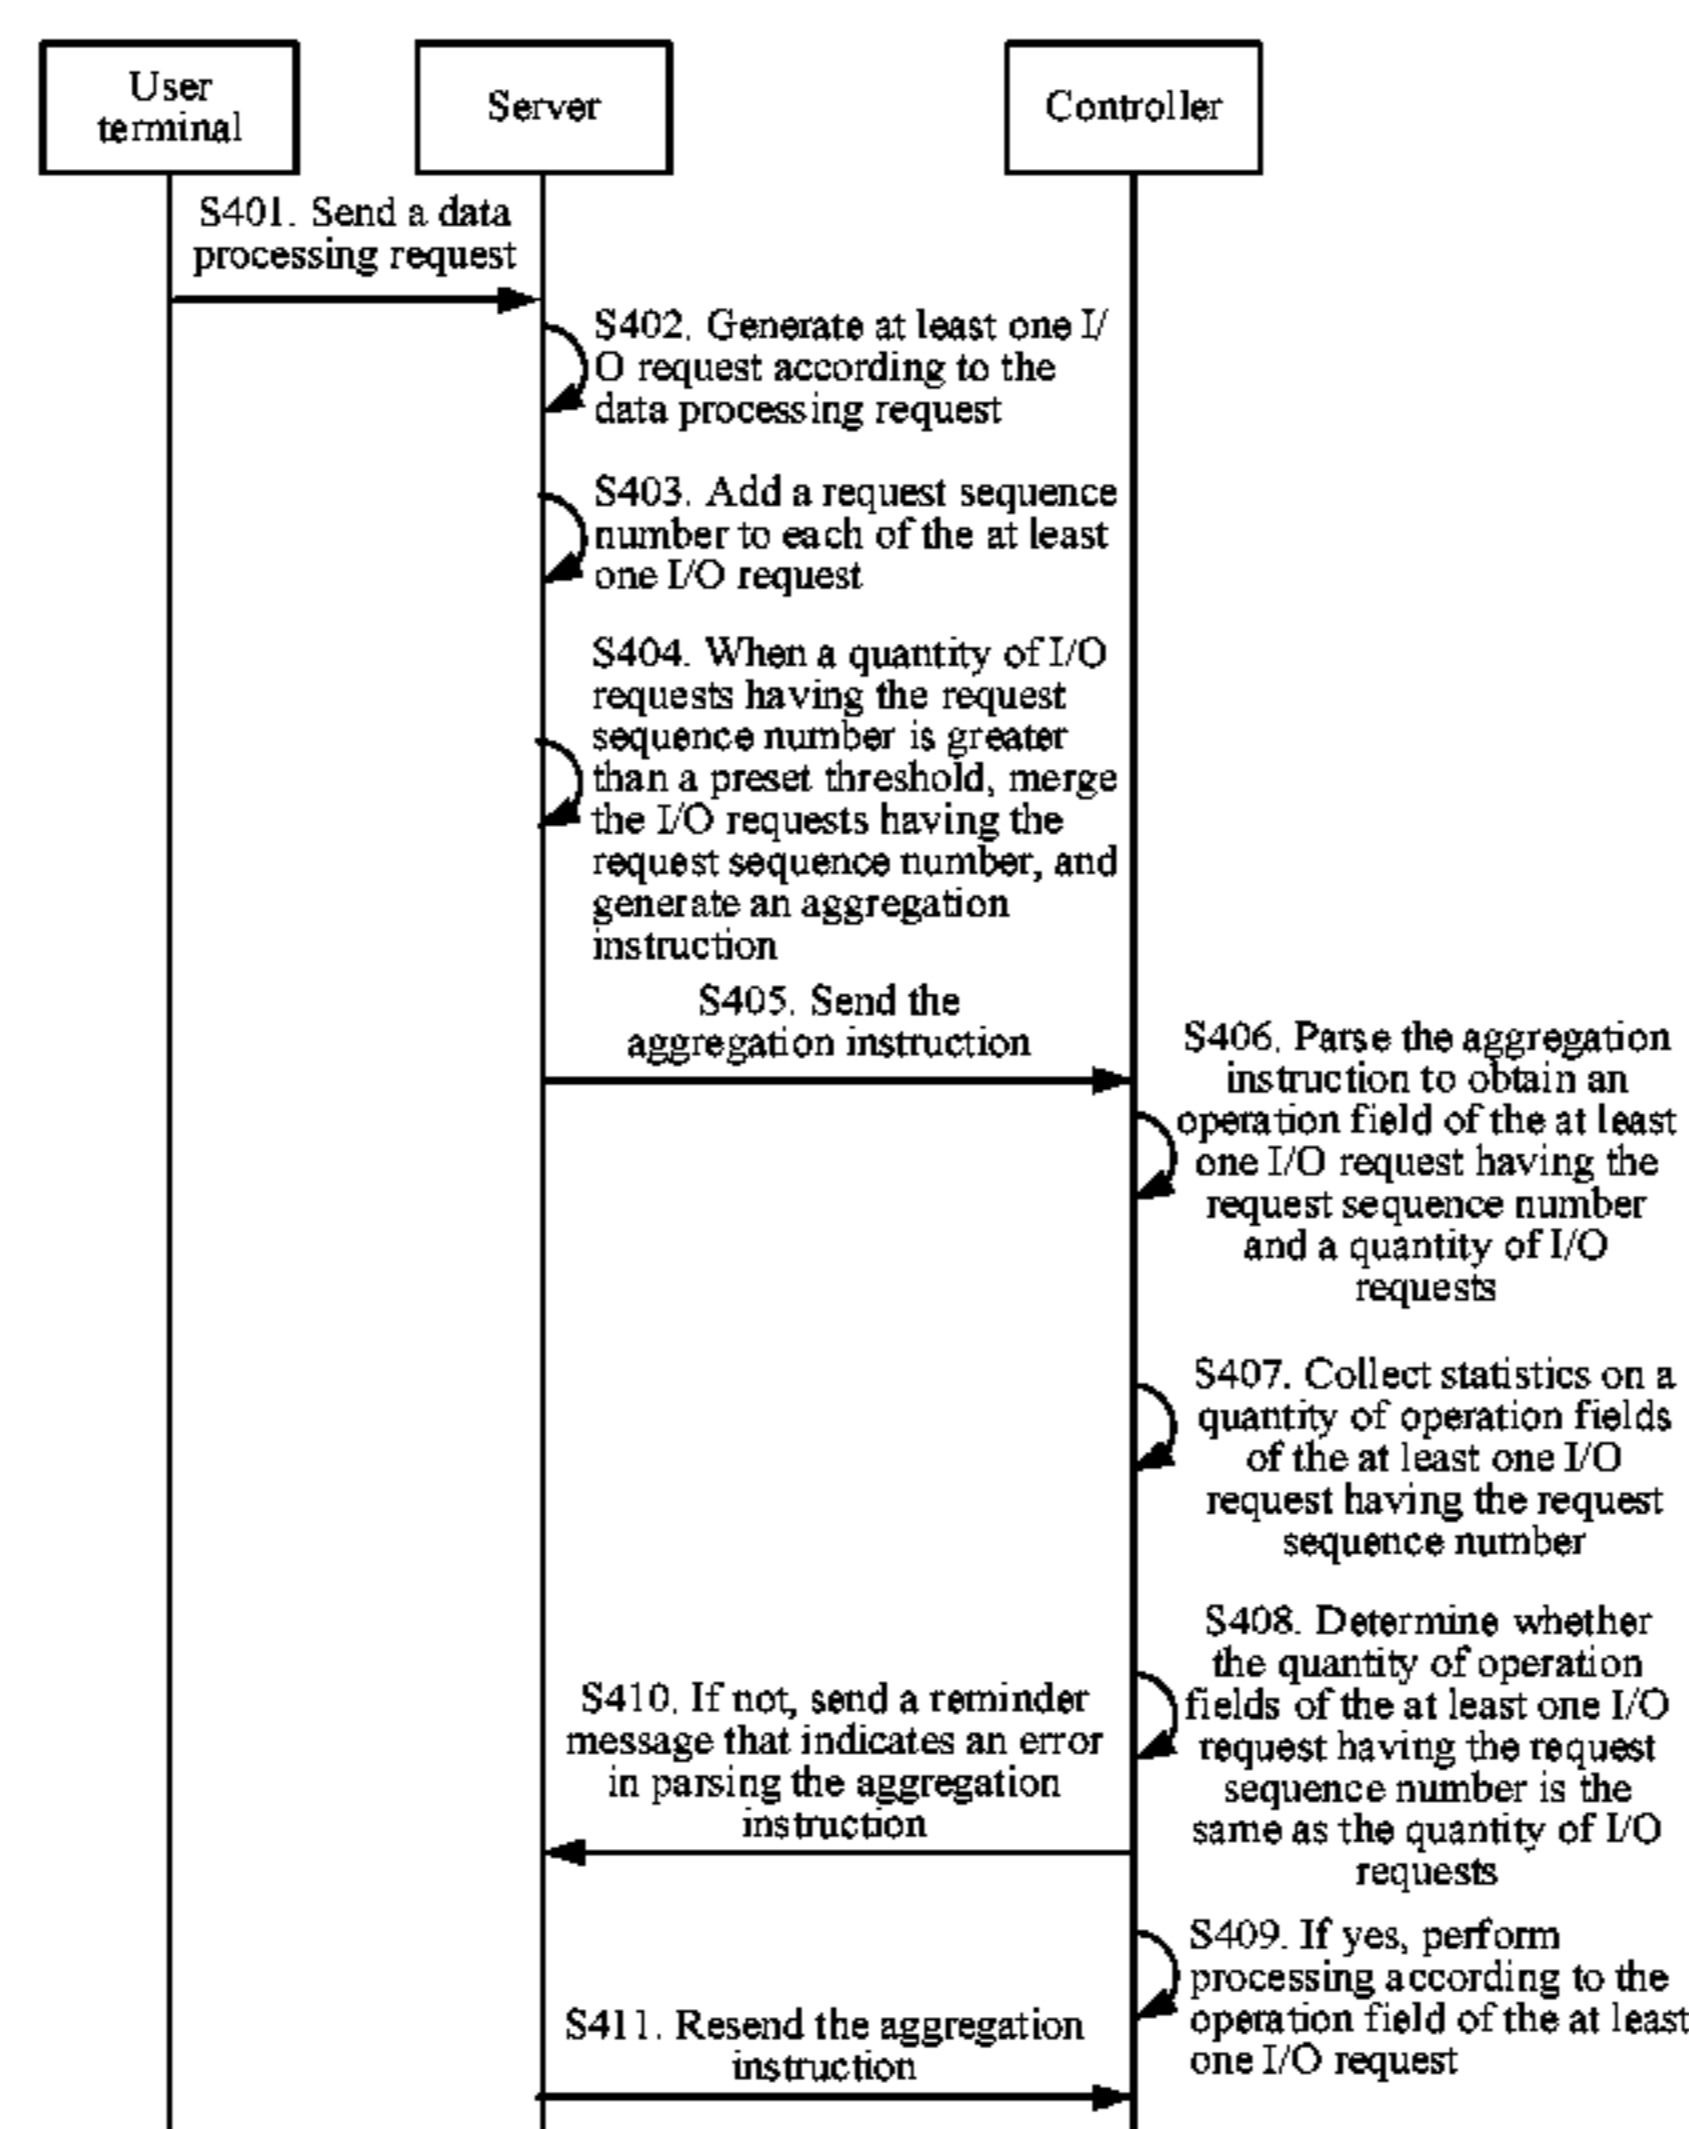 User
terminal
Server
Controller
S401. Send a data
processing request
S402. Generate at least one I/
O request according to the
data processing request
S403. Add a request sequence
number to each of the at least
one I/O request
S404. When a quantity of I/O
requests having the request
sequence number is greater
than a preset threshold, merge
the I/O requests having the
request sequence number, and
generate an aggregation
instruction
S405. Send the
aggregation instruction
S406. Parse the aggregation
instruction to obtain an
operation field of the at least
one I/O request having the
request sequence number
and a quantity of I/O
requests
S407. Collect statistics on a
quantity of operation fields
of the at least one I/O
request having the request
sequence number
S408. Determine whether
the quantity of operation
fields of the at least one I/O
request having the request
sequence number is the
same as the quantity of I/O
requests
S410. If not, send a reminder
message that indicates an error
in parsing the aggregation
instruction
S409. If yes, perform
processing according to the
operation field of the at least
one I/O request
S411. Resend the aggregation
instruction